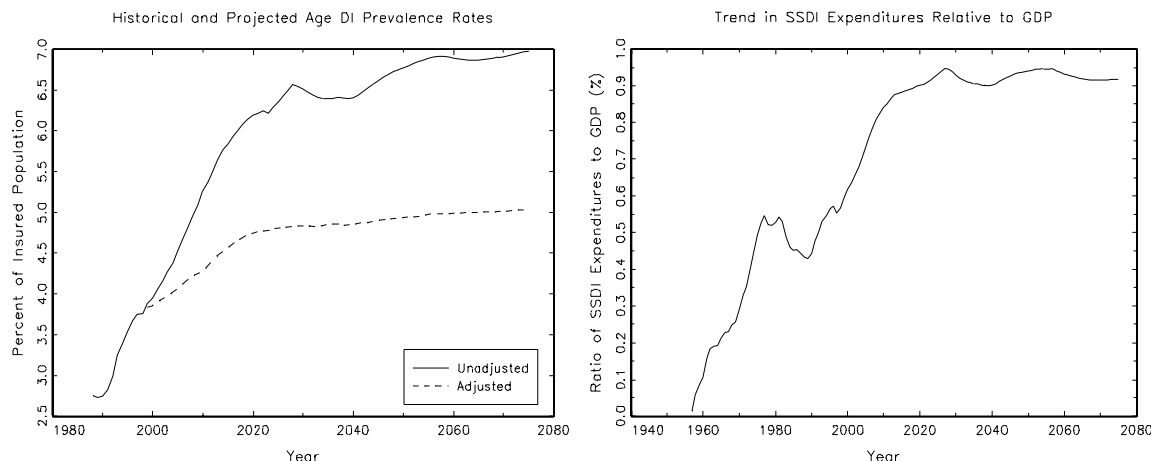 Historical and Projected Age DI Prevalence Rates
Percent of Insured Population
7.0
6.5
6.0
5.5
5.0
4.5
4.0
3.5
3.0
2.5
Unadjusted
Adjusted
1980 2000 2020 2040 2060 2080
Year
Trend in SSDI Expenditures Relative to GDP
Ratio of SSDI Expenditures to GDP (%)
1.0
0.9
0.8
0.7
0.6
0.5
0.4
0.3
0.2
0.1
0.0
1940 1960 1980 2000 2020 2040 2060 2080
Year